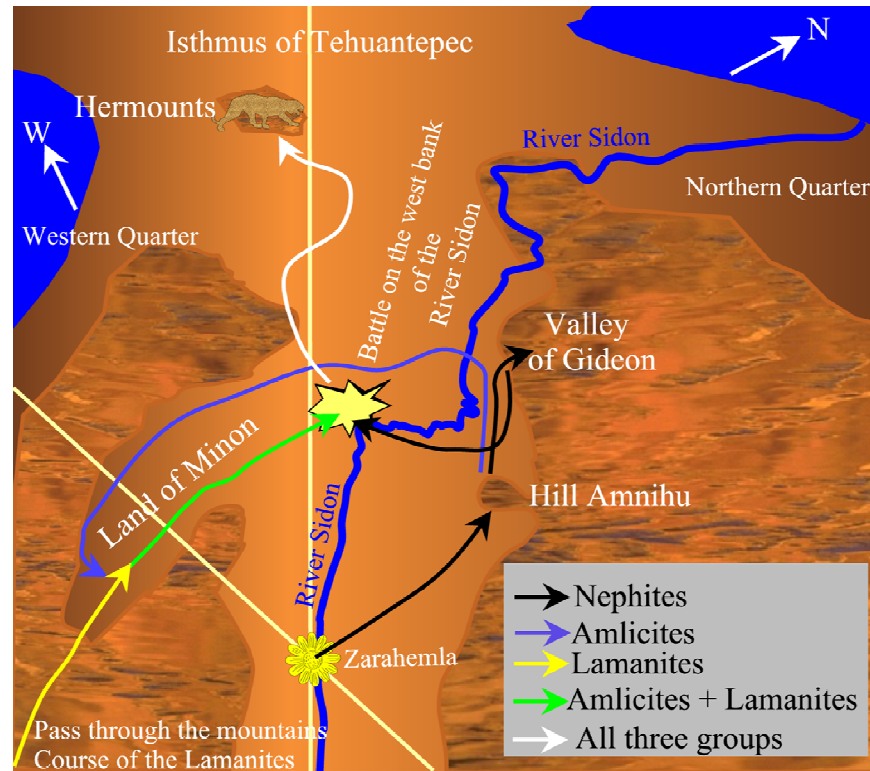 Isthmus of Tehuantepec
N
Hermounts
W
River Sidon
Northern Quarter
Western Quarter
Battle on the west bank
of the
River Sidon
Valley
of Gideon
Land of Minon
Hill Amnihu
River Sidon
Zarahemla
Pass through the mountains
Course of the Lamanites
Nephites
Amlicites
Lamanites
Amlicites + Lamanites
All three groups